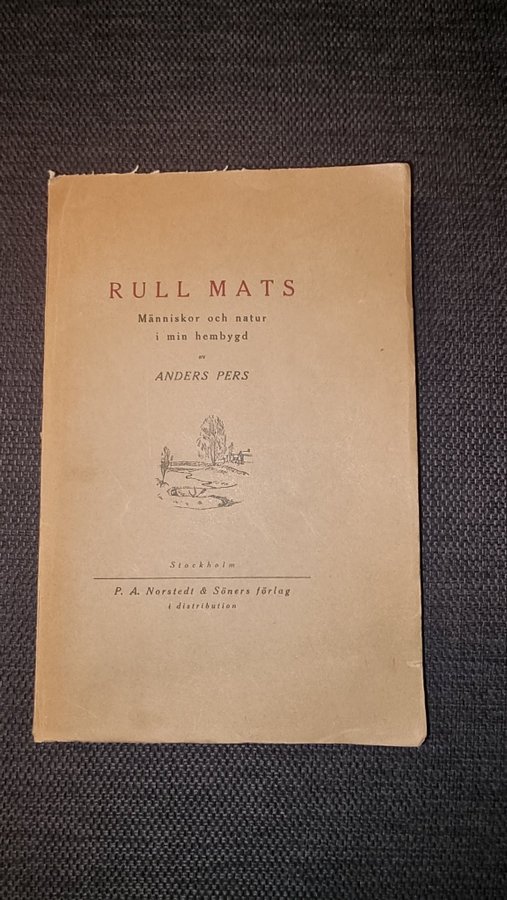 RULL MATS
Människor och natur
i min hembygd
av
ANDERS PERS
Stockholm
P. A. Norstedt & Söners förlag
i distribution